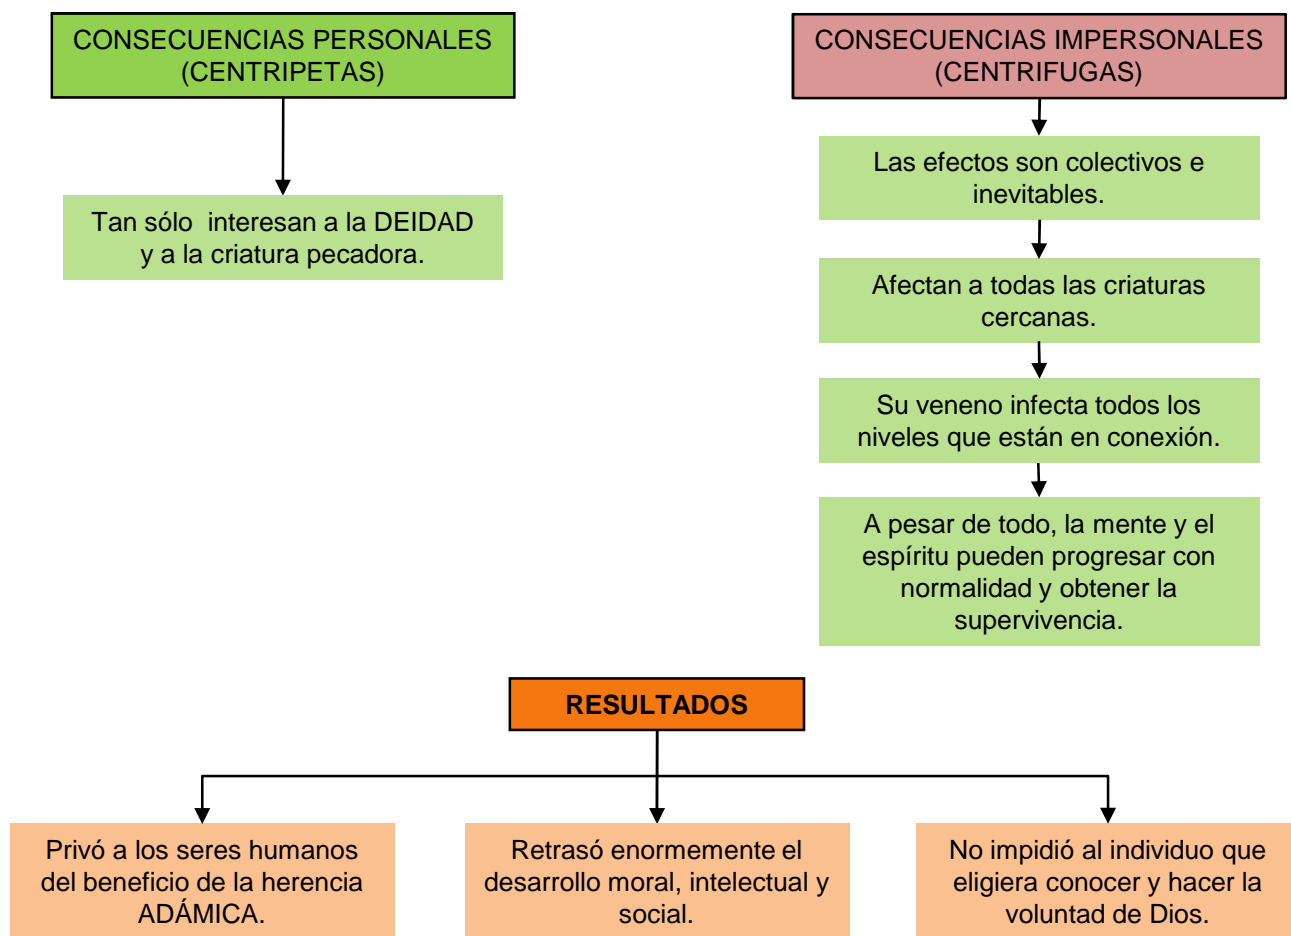 CONSECUENCIAS PERSONALES
(CENTRIPETAS)
Tan sólo interesan a la DEIDAD
y a la criatura pecadora.
CONSECUENCIAS IMPERSONALES
(CENTRIFUGAS)
Las efectos son colectivos e
inevitables.
Afectan a todas las criaturas
cercanas.
Su veneno infecta todos los
niveles que están en conexión.
A pesar de todo, la mente y el
espíritu pueden progresar con
normalidad y obtener la
supervivencia.
RESULTADOS
Privó a los seres humanos
del beneficio de la herencia
ADÁMICA.
Retrasó enormemente el
desarrollo moral, intelectual y
social.
No impidió al individuo que
eligiera conocer y hacer la
voluntad de Dios.